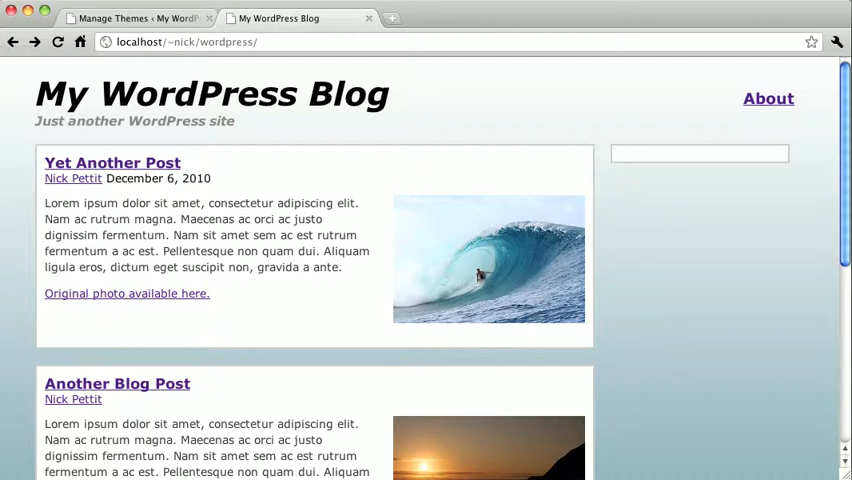 Manage Themes ‹ My WordP
My WordPress Blog
localhost/~nick/wordpress/
My WordPress Blog
Just another WordPress site
About
Yet Another Post
Nick Pettit December 6, 2010
Lorem ipsum dolor sit amet, consectetur adipiscing elit.
Nam ac rutrum magna. Maecenas ac orci ac justo
dignissim fermentum. Nam sit amet sem ac est rutrum
fermentum a ac est. Pellentesque non quam dui. Aliquam
ligula eros, dictum eget suscipit non, gravida a ante.
Original photo available here.
Another Blog Post
Nick Pettit
Lorem ipsum dolor sit amet, consectetur adipiscing elit.
Nam ac rutrum magna. Maecenas ac orci ac justo
dignissim fermentum. Nam sit amet sem ac est rutrum
fermentum a ac est. Pellentesque non quam dui. Aliquam